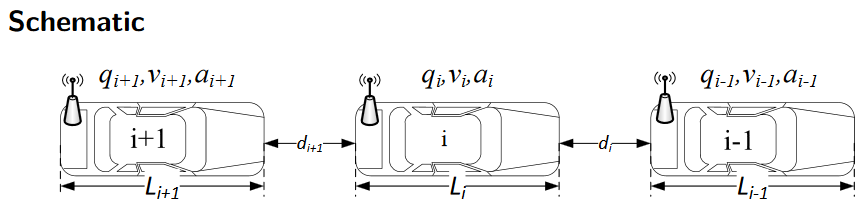 Schematic
q_{i+1},v_{i+1},a_{i+1} q_i,v_i,a_i q_{i-1},v_{i-1},a_{i-1}
i+1 d_{i+1} i d_i i-1
L_{i+1} L_i L_{i-1}